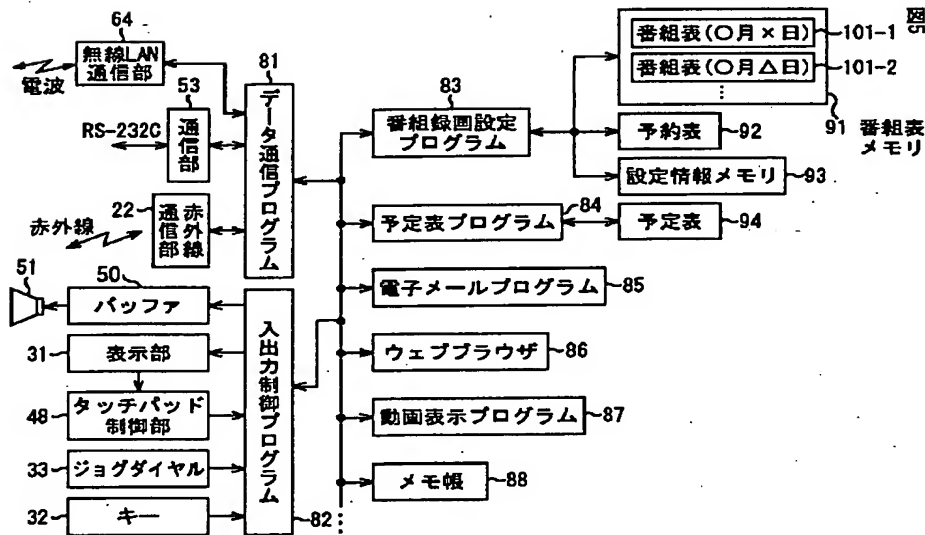 図5
64
無線LAN
通信部
電波
53
RS-232C
通信部
22
赤外線
赤外線
通信部
81
データ通信プログラム
51
50
バッファ
31
表示部
48
タッチパッド
制御部
33
ジョグダイヤル
32
キー
入出力制御プログラム
82
83
番組録画設定
プログラム
予定表プログラム
84
電子メールプログラム
85
ウェブブラウザ
86
動画表示プログラム
87
メモ帳
88
番組表(〇月×日)
101-1
番組表(〇月△日)
101-2
91 番組表
メモリ
予約表
92
設定情報メモリ
93
予定表
94